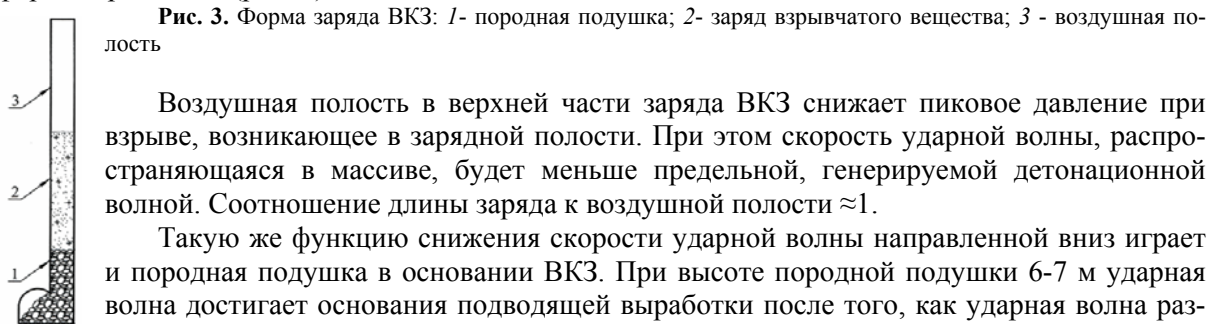 Рис. 3. Форма заряда ВКЗ: 1- породная подушка; 2- заряд взрывчатого вещества; 3 - воздушная по-
лость
3
2
1
Воздушная полость в верхней части заряда ВКЗ снижает пиковое давление при
взрыве, возникающее в зарядной полости. При этом скорость ударной волны, распро-
страняющаяся в массиве, будет меньше предельной, генерируемой детонационной
волной. Соотношение длины заряда к воздушной полости ≈1.
Такую же функцию снижения скорости ударной волны направленной вниз играет
и породная подушка в основании ВКЗ. При высоте породной подушки 6-7 м ударная
волна достигает основания подводящей выработки после того, как ударная волна раз-